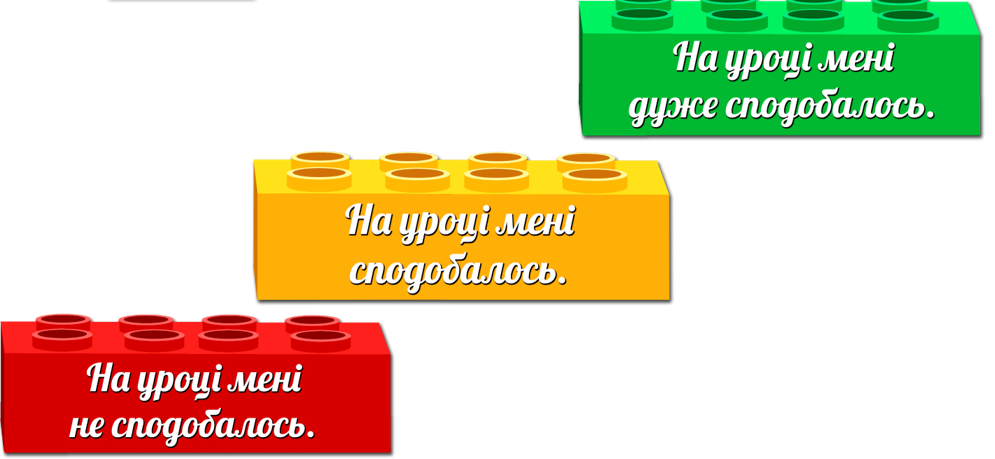 На уроці мені
дуже сподобалось.
На уроці мені
сподобалось.
На уроці мені
не сподобалось.